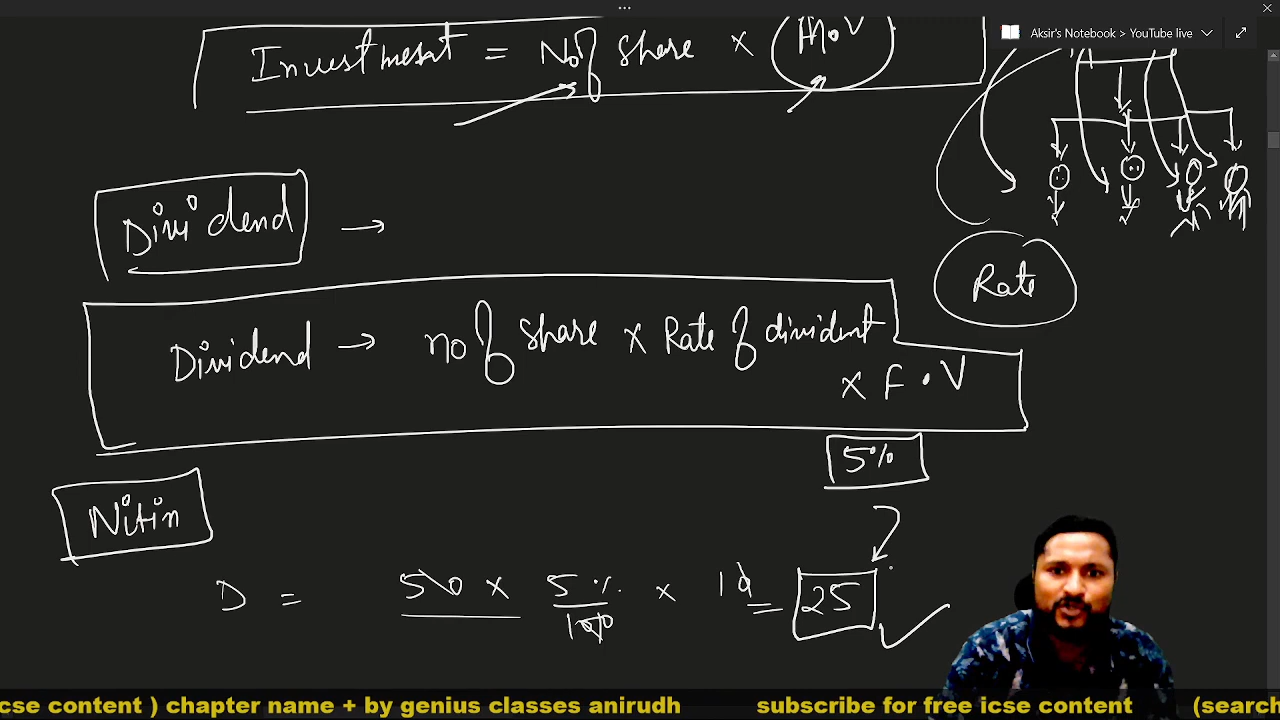 Aksir's Notebook > YouTube live
Investment = No of Share × M.V
Dividend →
Rate
Dividend → no of Share × Rate of divident
× F.V
5%
Nitin
D = 50 × 5% × 10 = 25
100
cse content ) chapter name + by genius classes anirudh subscribe for free icse content (search